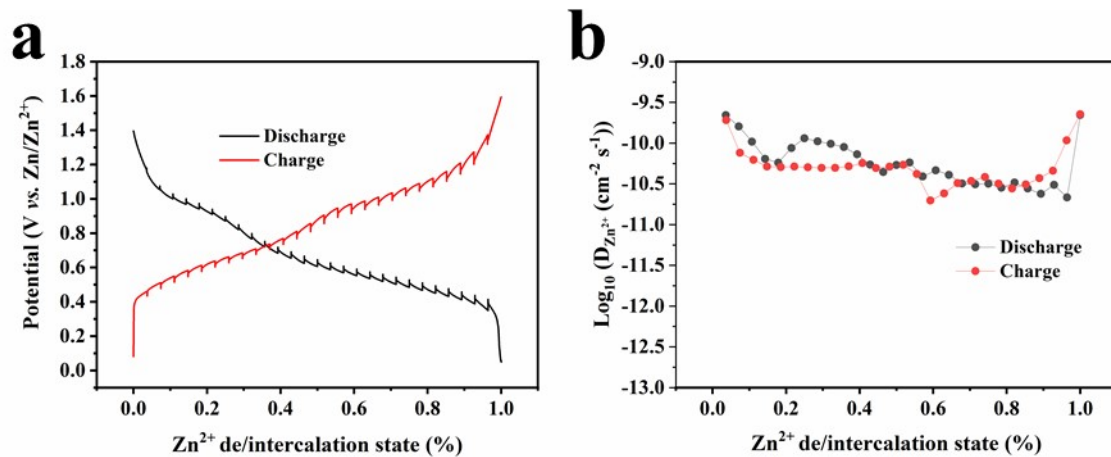 a
1.8
1.6
1.4
1.2
1.0
0.8
0.6
0.4
0.2
0.0
Potential (V vs. Zn/Zn²⁺)
Discharge
Charge
0.0 0.2 0.4 0.6 0.8 1.0
Zn²⁺ de/intercalation state (%)
b
-9.0
-9.5
-10.0
-10.5
-11.0
-11.5
-12.0
-12.5
-13.0
Log₁₀ (D_Zn²⁺ (cm⁻² s⁻¹))
Discharge
Charge
0.0 0.2 0.4 0.6 0.8 1.0
Zn²⁺ de/intercalation state (%)